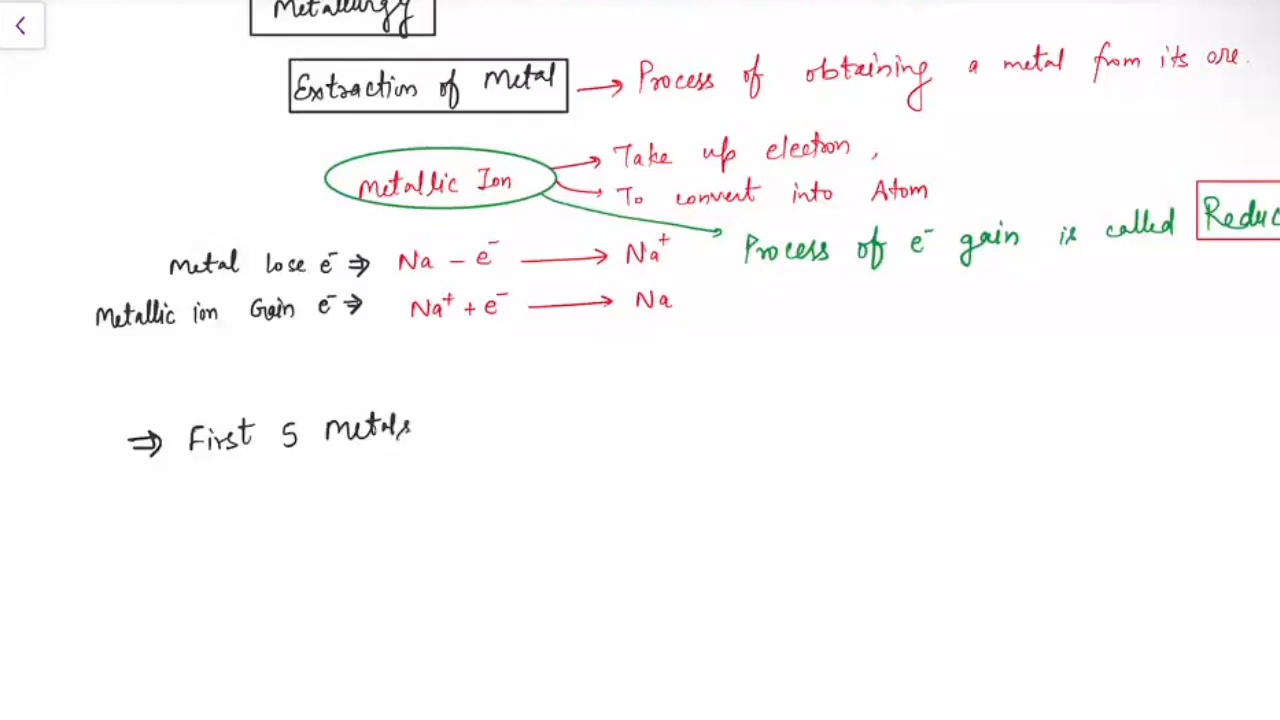 Metallurgy
Extraction of Metal → Process of obtaining a metal from its ore.
Metallic Ion → Take up electron,
→ To convert into Atom
→ Process of e⁻ gain is called Reduc
Metal lose e⁻ ⇒ Na - e⁻ → Na⁺
Metallic ion Gain e⁻ ⇒ Na⁺ + e⁻ → Na
⇒ First 5 Metals